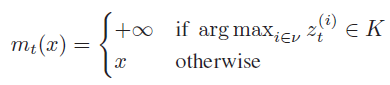 m_t(x) = { +∞ if arg max_{i∈ν} z_t^{(i)} ∈ K
x otherwise